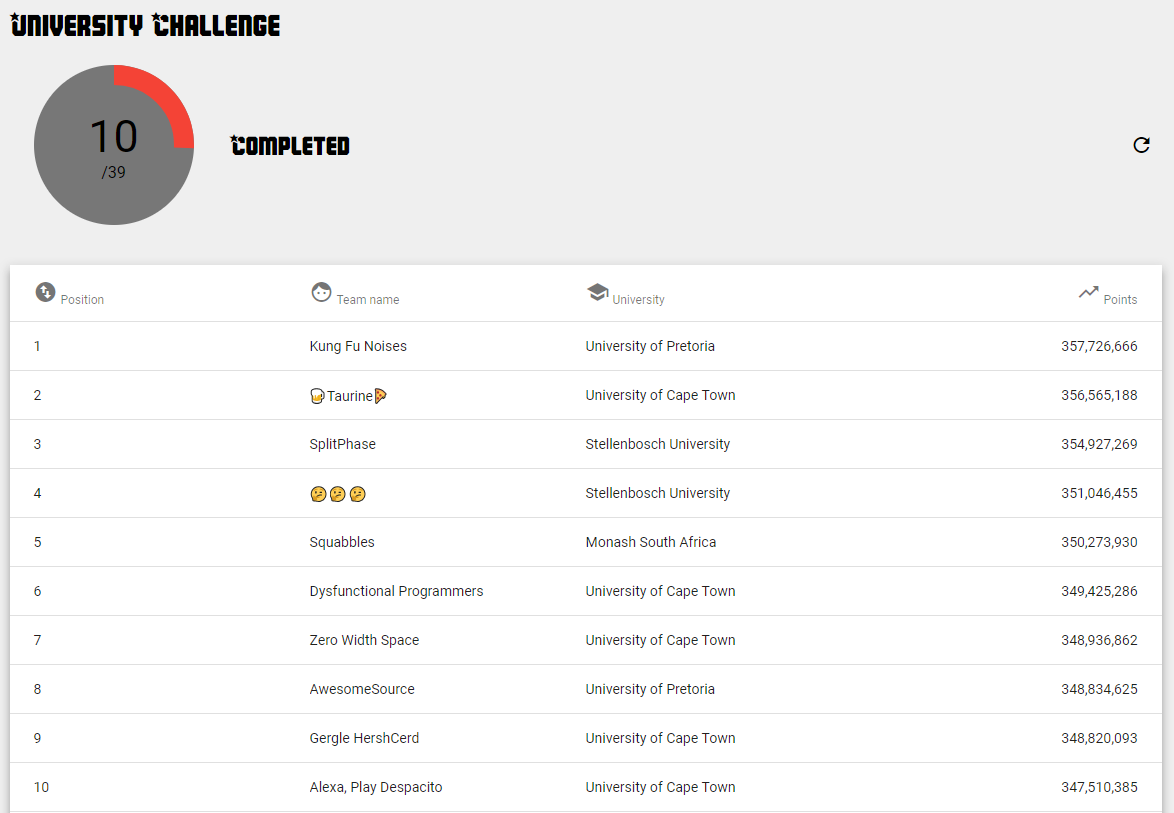 UNIVERSITY CHALLENGE
10
/39
COMPLETED
Position Team name University Points
1 Kung Fu Noises University of Pretoria 357,726,666
2 🍺Taurine🍕 University of Cape Town 356,565,188
3 SplitPhase Stellenbosch University 354,927,269
4 🤔🤔🤔 Stellenbosch University 351,046,455
5 Squabbles Monash South Africa 350,273,930
6 Dysfunctional Programmers University of Cape Town 349,425,286
7 Zero Width Space University of Cape Town 348,936,862
8 AwesomeSource University of Pretoria 348,834,625
9 Gergle HershCerd University of Cape Town 348,820,093
10 Alexa, Play Despacito University of Cape Town 347,510,385